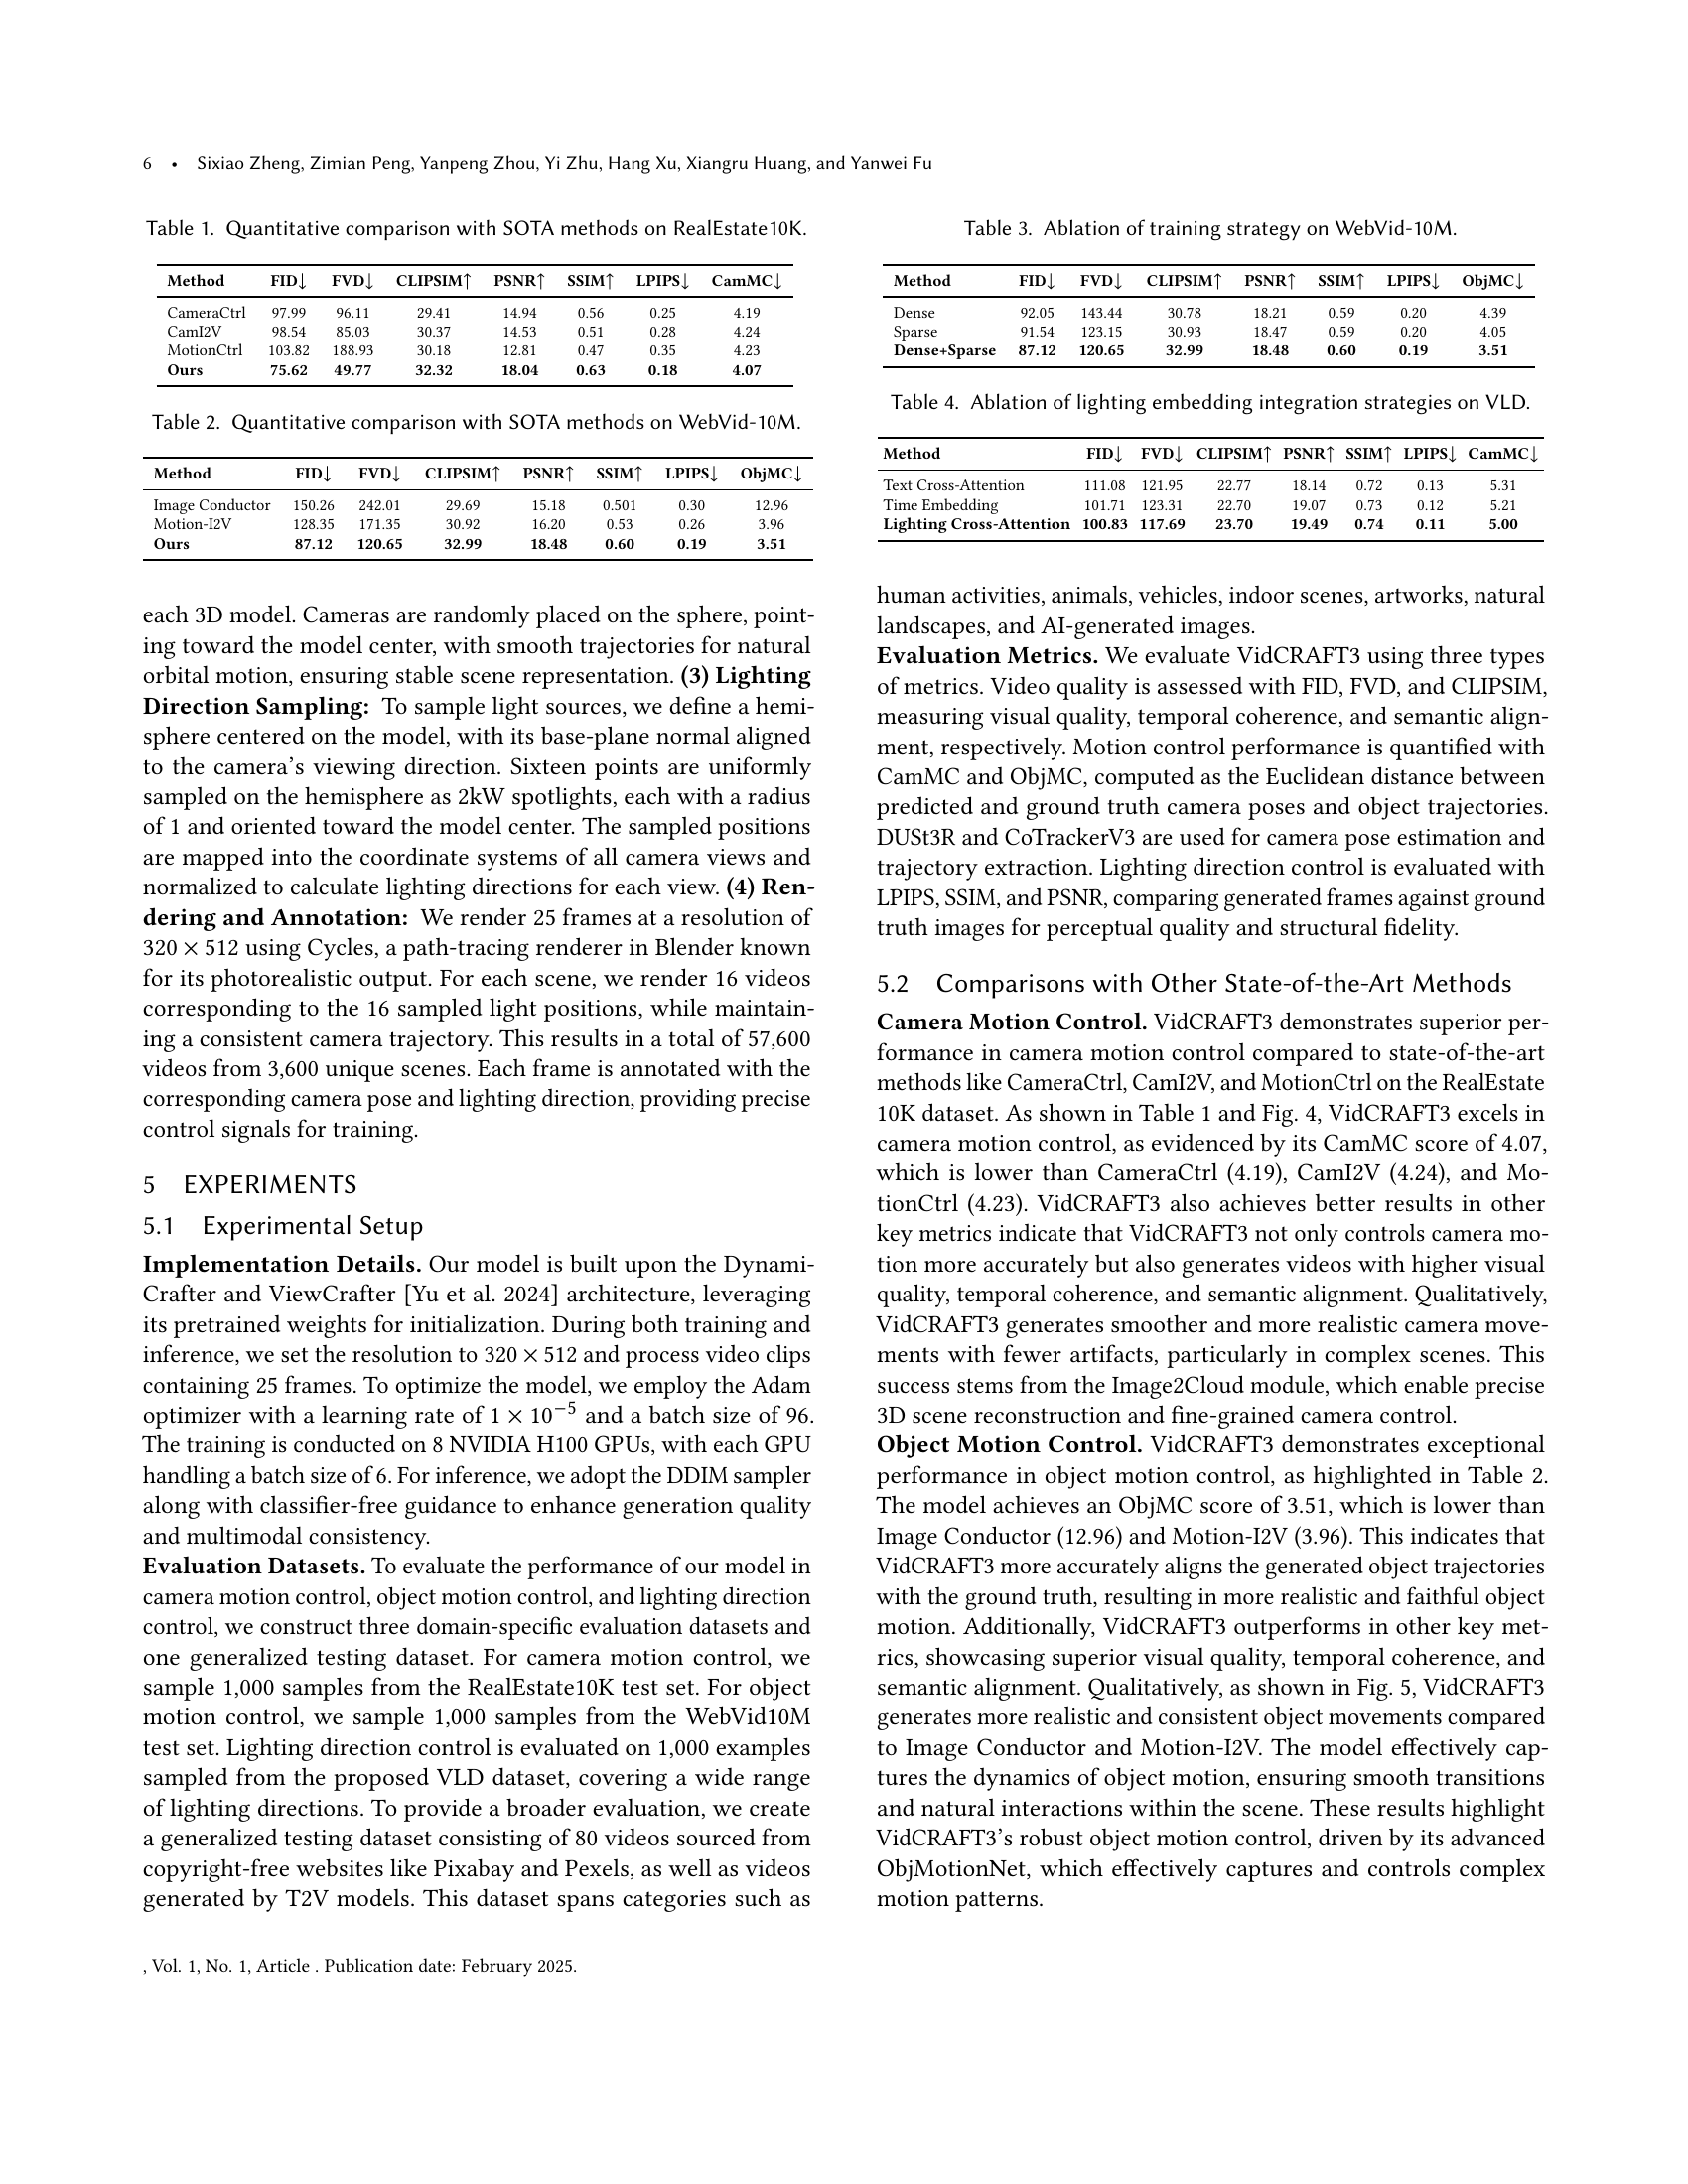 6 • Sixiao Zheng, Zimian Peng, Yanpeng Zhou, Yi Zhu, Hang Xu, Xiangru Huang, and Yanwei Fu
Table 1. Quantitative comparison with SOTA methods on RealEstate10K.
Method FID↓ FVD↓ CLIPSIM↑ PSNR↑ SSIM↑ LPIPS↓ CamMC↓
CameraCtrl 97.99 96.11 29.41 14.94 0.56 0.25 4.19
CamI2V 98.54 85.03 30.37 14.53 0.51 0.28 4.24
MotionCtrl 103.82 188.93 30.18 12.81 0.47 0.35 4.23
Ours 75.62 49.77 32.32 18.04 0.63 0.18 4.07
Table 2. Quantitative comparison with SOTA methods on WebVid-10M.
Method FID↓ FVD↓ CLIPSIM↑ PSNR↑ SSIM↑ LPIPS↓ ObjMC↓
Image Conductor 150.26 242.01 29.69 15.18 0.501 0.30 12.96
Motion-I2V 128.35 171.35 30.92 16.20 0.53 0.26 3.96
Ours 87.12 120.65 32.99 18.48 0.60 0.19 3.51
each 3D model. Cameras are randomly placed on the sphere, point-
ing toward the model center, with smooth trajectories for natural
orbital motion, ensuring stable scene representation. (3) Lighting
Direction Sampling: To sample light sources, we define a hemi-
sphere centered on the model, with its base-plane normal aligned
to the camera's viewing direction. Sixteen points are uniformly
sampled on the hemisphere as 2kW spotlights, each with a radius
of 1 and oriented toward the model center. The sampled positions
are mapped into the coordinate systems of all camera views and
normalized to calculate lighting directions for each view. (4) Ren-
dering and Annotation: We render 25 frames at a resolution of
320 × 512 using Cycles, a path-tracing renderer in Blender known
for its photorealistic output. For each scene, we render 16 videos
corresponding to the 16 sampled light positions, while maintain-
ing a consistent camera trajectory. This results in a total of 57,600
videos from 3,600 unique scenes. Each frame is annotated with the
corresponding camera pose and lighting direction, providing precise
control signals for training.
5 EXPERIMENTS
5.1 Experimental Setup
Implementation Details. Our model is built upon the Dynami-
Crafter and ViewCrafter [Yu et al. 2024] architecture, leveraging
its pretrained weights for initialization. During both training and
inference, we set the resolution to 320 × 512 and process video clips
containing 25 frames. To optimize the model, we employ the Adam
optimizer with a learning rate of 1 × 10⁻⁵ and a batch size of 96.
The training is conducted on 8 NVIDIA H100 GPUs, with each GPU
handling a batch size of 6. For inference, we adopt the DDIM sampler
along with classifier-free guidance to enhance generation quality
and multimodal consistency.
Evaluation Datasets. To evaluate the performance of our model in
camera motion control, object motion control, and lighting direction
control, we construct three domain-specific evaluation datasets and
one generalized testing dataset. For camera motion control, we
sample 1,000 samples from the RealEstate10K test set. For object
motion control, we sample 1,000 samples from the WebVid10M
test set. Lighting direction control is evaluated on 1,000 examples
sampled from the proposed VLD dataset, covering a wide range
of lighting directions. To provide a broader evaluation, we create
a generalized testing dataset consisting of 80 videos sourced from
copyright-free websites like Pixabay and Pexels, as well as videos
generated by T2V models. This dataset spans categories such as
Table 3. Ablation of training strategy on WebVid-10M.
Method FID↓ FVD↓ CLIPSIM↑ PSNR↑ SSIM↑ LPIPS↓ ObjMC↓
Dense 92.05 143.44 30.78 18.21 0.59 0.20 4.39
Sparse 91.54 123.15 30.93 18.47 0.59 0.20 4.05
Dense+Sparse 87.12 120.65 32.99 18.48 0.60 0.19 3.51
Table 4. Ablation of lighting embedding integration strategies on VLD.
Method FID↓ FVD↓ CLIPSIM↑ PSNR↑ SSIM↑ LPIPS↓ CamMC↓
Text Cross-Attention 111.08 121.95 22.77 18.14 0.72 0.13 5.31
Time Embedding 101.71 123.31 22.70 19.07 0.73 0.12 5.21
Lighting Cross-Attention 100.83 117.69 23.70 19.49 0.74 0.11 5.00
human activities, animals, vehicles, indoor scenes, artworks, natural
landscapes, and AI-generated images.
Evaluation Metrics. We evaluate VidCRAFT3 using three types
of metrics. Video quality is assessed with FID, FVD, and CLIPSIM,
measuring visual quality, temporal coherence, and semantic align-
ment, respectively. Motion control performance is quantified with
CamMC and ObjMC, computed as the Euclidean distance between
predicted and ground truth camera poses and object trajectories.
DUSt3R and CoTrackerV3 are used for camera pose estimation and
trajectory extraction. Lighting direction control is evaluated with
LPIPS, SSIM, and PSNR, comparing generated frames against ground
truth images for perceptual quality and structural fidelity.
5.2 Comparisons with Other State-of-the-Art Methods
Camera Motion Control. VidCRAFT3 demonstrates superior per-
formance in camera motion control compared to state-of-the-art
methods like CameraCtrl, CamI2V, and MotionCtrl on the RealEstate
10K dataset. As shown in Table 1 and Fig. 4, VidCRAFT3 excels in
camera motion control, as evidenced by its CamMC score of 4.07,
which is lower than CameraCtrl (4.19), CamI2V (4.24), and Mo-
tionCtrl (4.23). VidCRAFT3 also achieves better results in other
key metrics indicate that VidCRAFT3 not only controls camera mo-
tion more accurately but also generates videos with higher visual
quality, temporal coherence, and semantic alignment. Qualitatively,
VidCRAFT3 generates smoother and more realistic camera move-
ments with fewer artifacts, particularly in complex scenes. This
success stems from the Image2Cloud module, which enable precise
3D scene reconstruction and fine-grained camera control.
Object Motion Control. VidCRAFT3 demonstrates exceptional
performance in object motion control, as highlighted in Table 2.
The model achieves an ObjMC score of 3.51, which is lower than
Image Conductor (12.96) and Motion-I2V (3.96). This indicates that
VidCRAFT3 more accurately aligns the generated object trajectories
with the ground truth, resulting in more realistic and faithful object
motion. Additionally, VidCRAFT3 outperforms in other key met-
rics, showcasing superior visual quality, temporal coherence, and
semantic alignment. Qualitatively, as shown in Fig. 5, VidCRAFT3
generates more realistic and consistent object movements compared
to Image Conductor and Motion-I2V. The model effectively cap-
tures the dynamics of object motion, ensuring smooth transitions
and natural interactions within the scene. These results highlight
VidCRAFT3's robust object motion control, driven by its advanced
ObjMotionNet, which effectively captures and controls complex
motion patterns.
, Vol. 1, No. 1, Article . Publication date: February 2025.